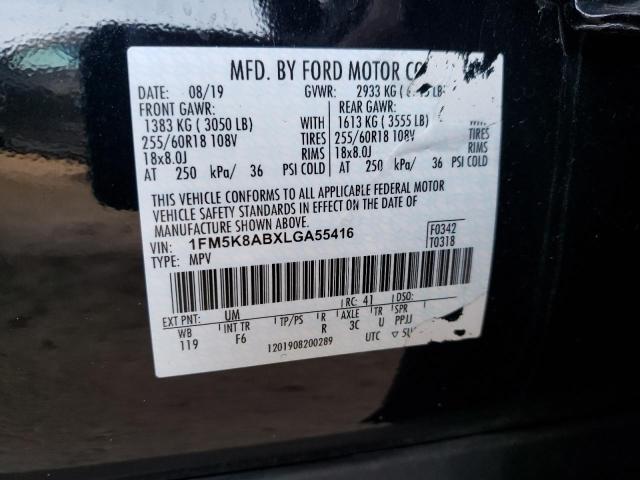 MFD. BY FORD MOTOR CO
DATE: 08/19 GVWR: 2933 KG (
FRONT GAWR: REAR GAWR:
1383 KG (3050 LB) WITH 1613 KG (3555 LB) WITH
255/60R18 108V TIRES 255/60R18 108V TIRES
18x8.0J RIMS 18x8.0J RIMS
AT 250 kPa/ 36 PSI COLD AT 250 kPa/ 36 PSI COLD
THIS VEHICLE CONFORMS TO ALL APPLICABLE FEDERAL MOTOR
VEHICLE SAFETY STANDARDS IN EFFECT ON THE DATE OF
MANUFACTURE SHOWN ABOVE.
VIN: 1FM5K8ABXLGA55416 F0342
TYPE: MPV T0318
EXT PNT: UM RC: 41 DSO:
WB INT TR TP/PS R AXLE TR SPR
119 F6 R 3C U PPJJ
1201908200289 UTC